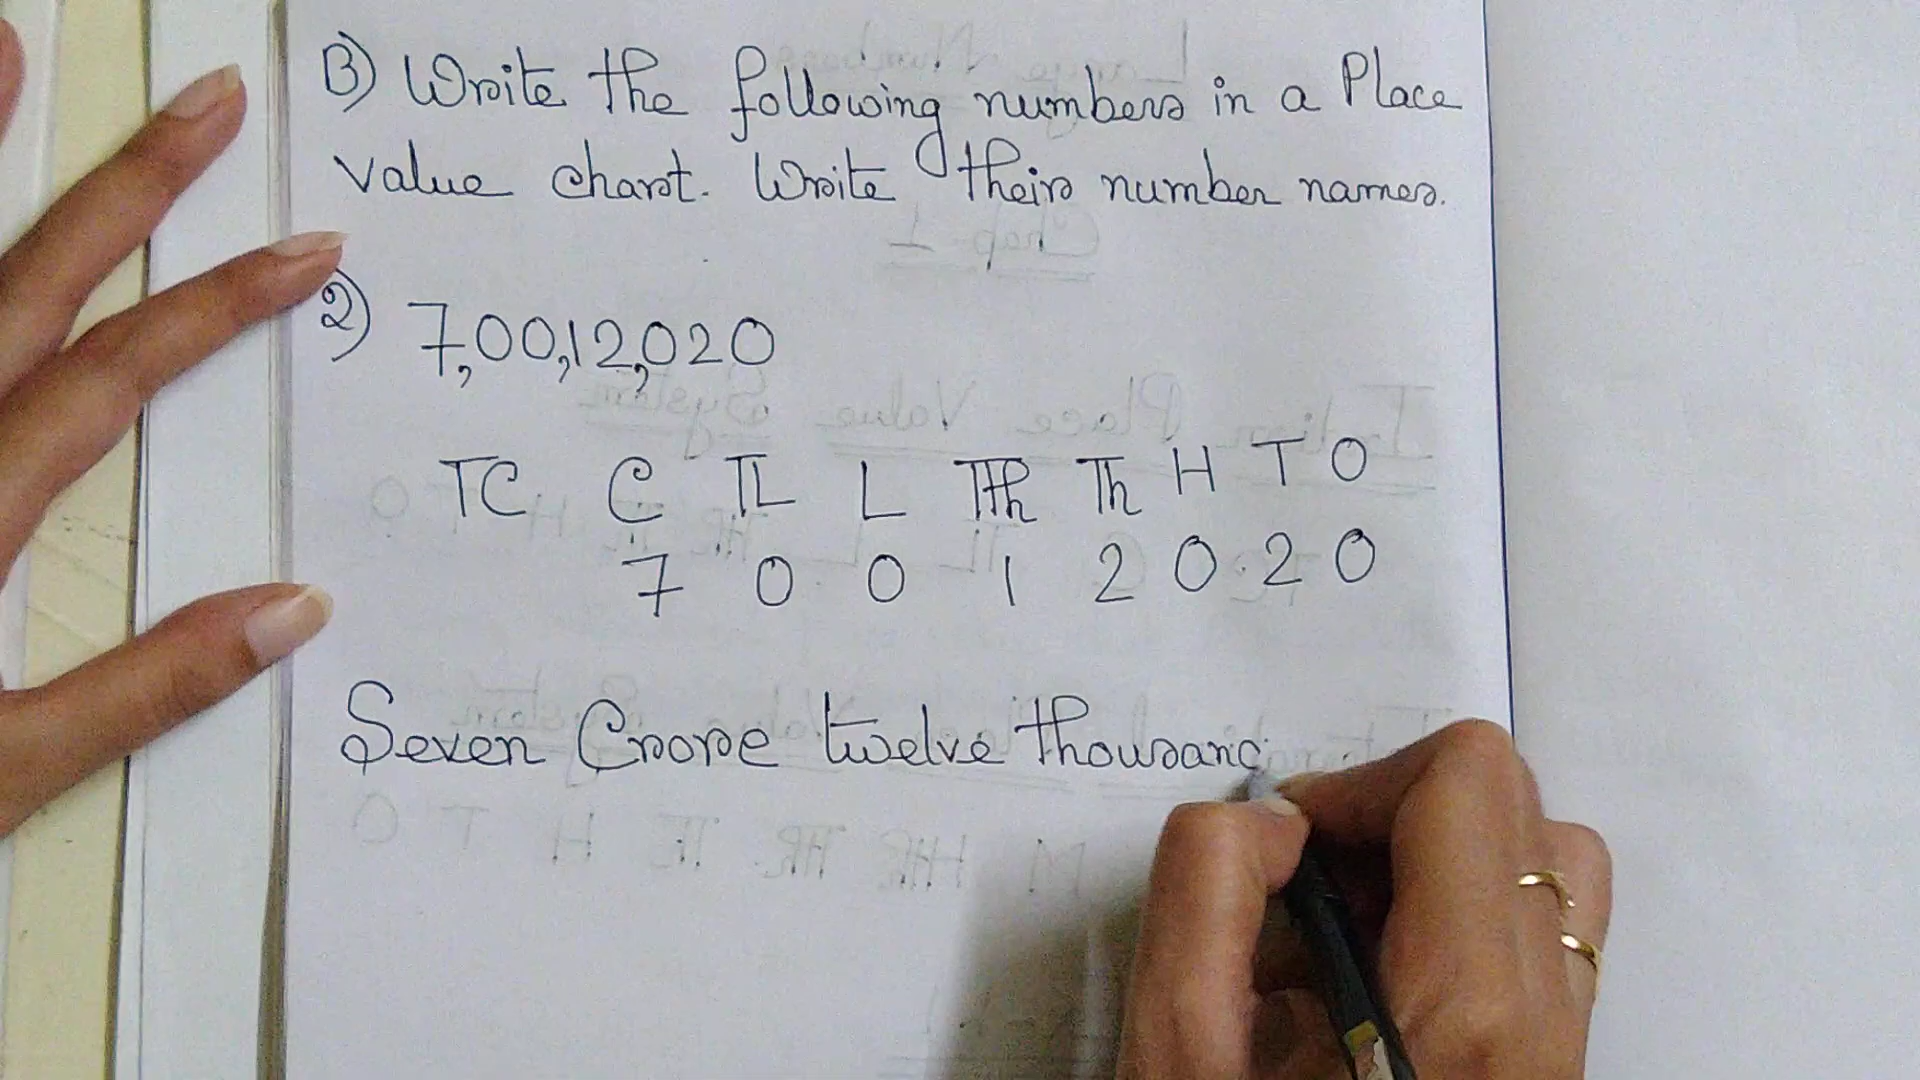 B) Write the following numbers in a Place
value chart. Write their number names.
2) 7,00,12,020
TC C TL L TTh Th H T O
7 0 0 1 2 0 2 0
Seven Crore twelve thousand